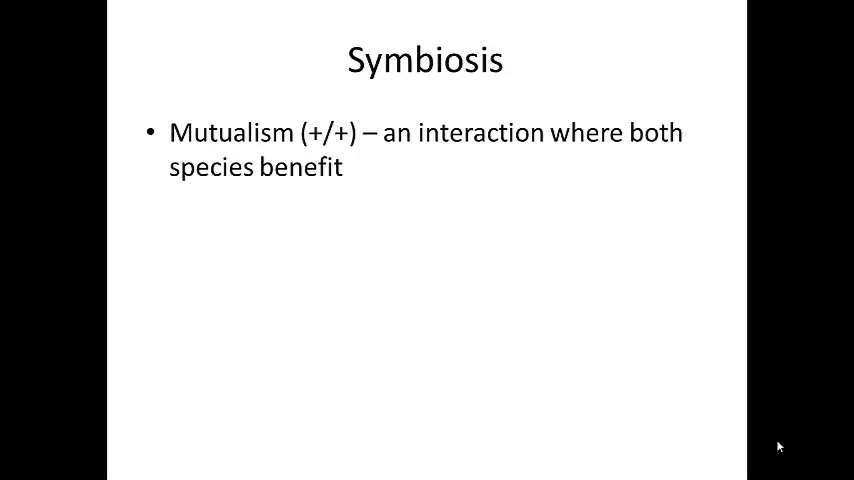 Symbiosis
• Mutualism (+/+) – an interaction where both
species benefit